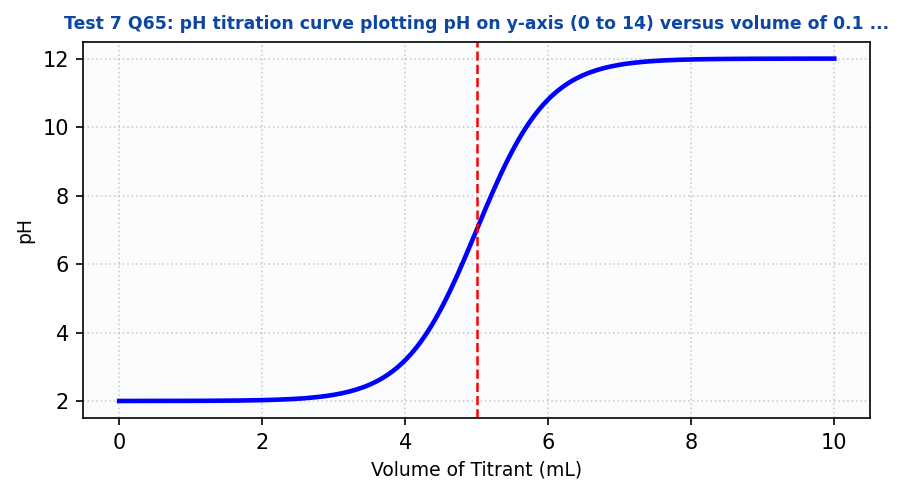 Test 7 Q65: pH titration curve plotting pH on y-axis (0 to 14) versus volume of 0.1 ...
12
10
8
6
4
2
pH
0 2 4 6 8 10
Volume of Titrant (mL)